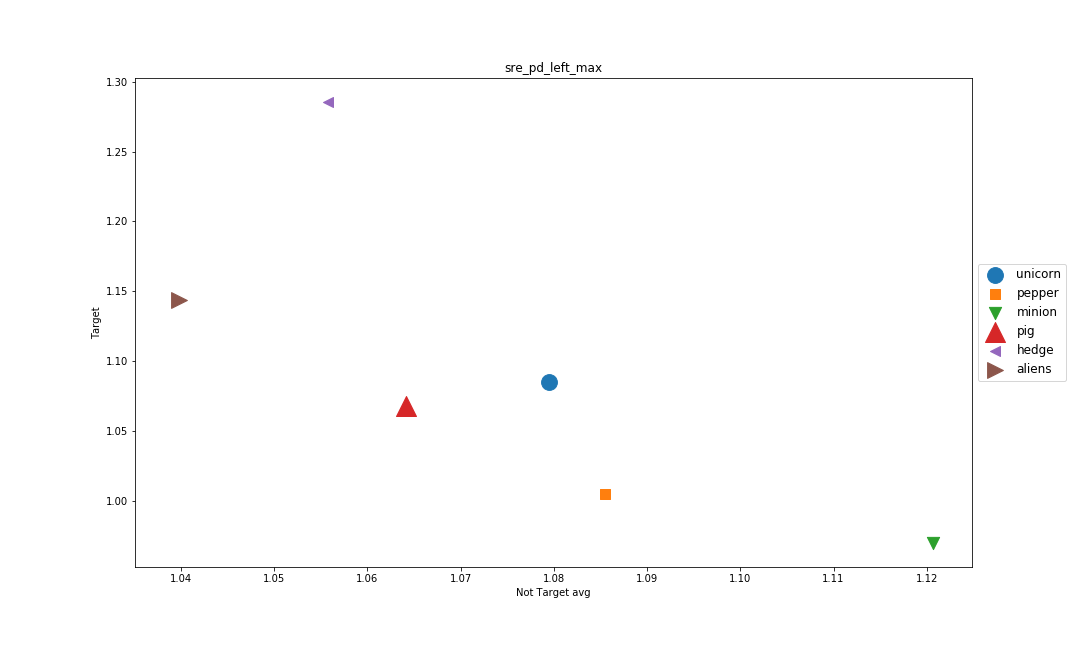 sre_pd_left_max
1.30
1.25
1.20
1.15
1.10
1.05
1.00
Target
1.04 1.05 1.06 1.07 1.08 1.09 1.10 1.11 1.12
Not Target avg
unicorn
pepper
minion
pig
hedge
aliens